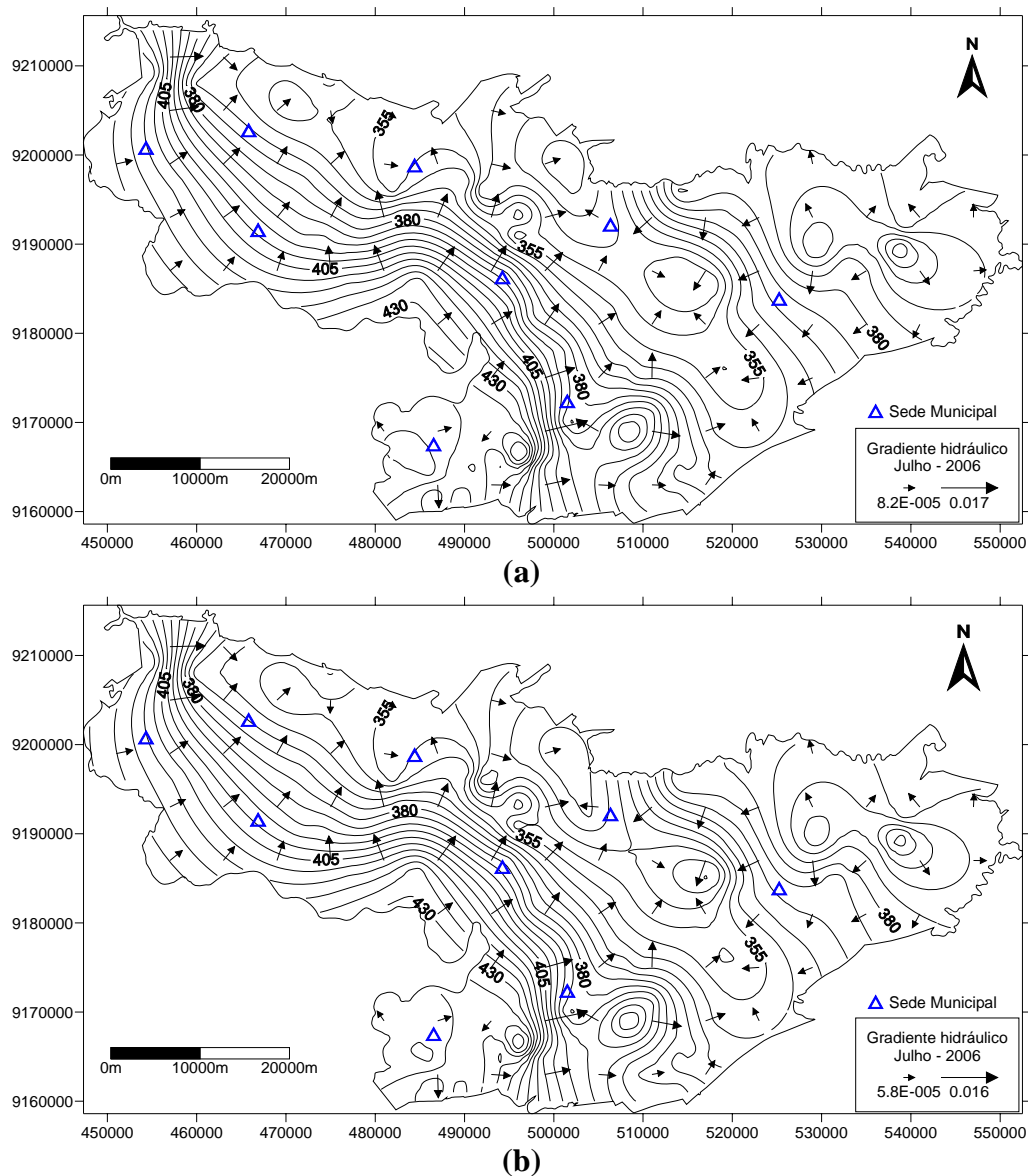 N
9210000
405
380
9200000
355
380
9190000
405
355
9180000
430
380
405
380
355
430
9170000
Sede Municipal
Gradiente hidráulico
Julho - 2006
8.2E-005 0.017
0m 10000m 20000m
9160000
450000 460000 470000 480000 490000 500000 510000 520000 530000 540000 550000
(a)
N
9210000
405
380
9200000
355
380
9190000
405
355
9180000
430
380
430
405
380
355
9170000
Sede Municipal
Gradiente hidráulico
Julho - 2006
5.8E-005 0.016
0m 10000m 20000m
9160000
450000 460000 470000 480000 490000 500000 510000 520000 530000 540000 550000
(b)